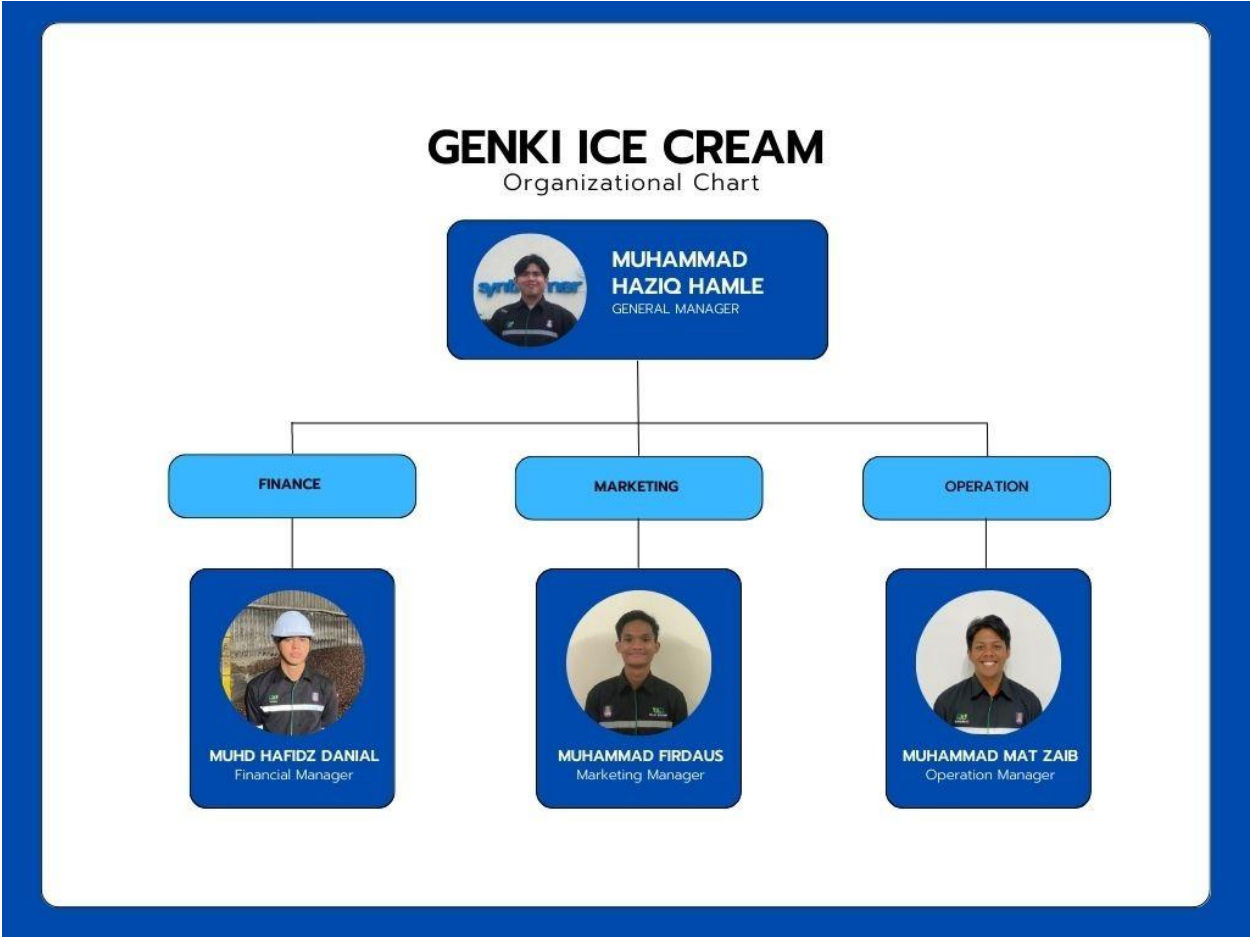 GENKI ICE CREAM
Organizational Chart
MUHAMMAD
HAZIQ HAMLE
GENERAL MANAGER
FINANCE
MARKETING
OPERATION
MUHD HAFIDZ DANIAL
Financial Manager
MUHAMMAD FIRDAUS
Marketing Manager
MUHAMMAD MAT ZAIB
Operation Manager